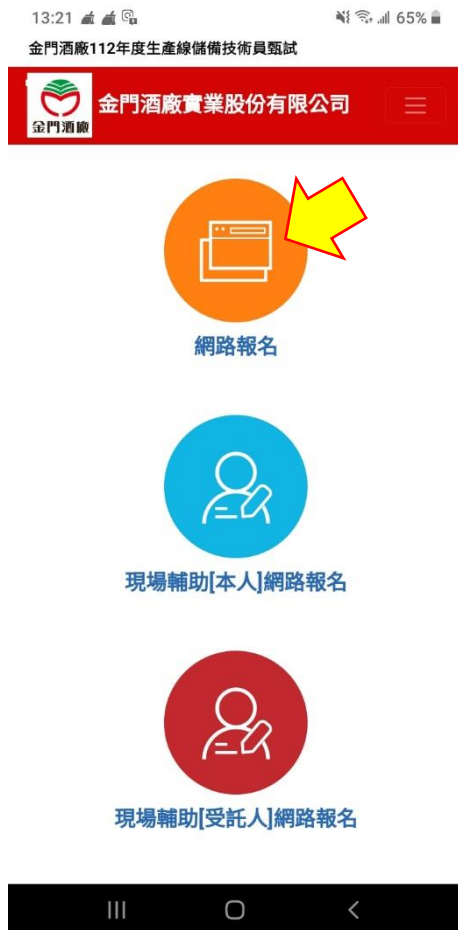 13:21
65%
金門酒廠112年度生產線儲備技術員甄試
金門酒廠
金門酒廠實業股份有限公司
網路報名
現場輔助[本人]網路報名
現場輔助[受託人]網路報名